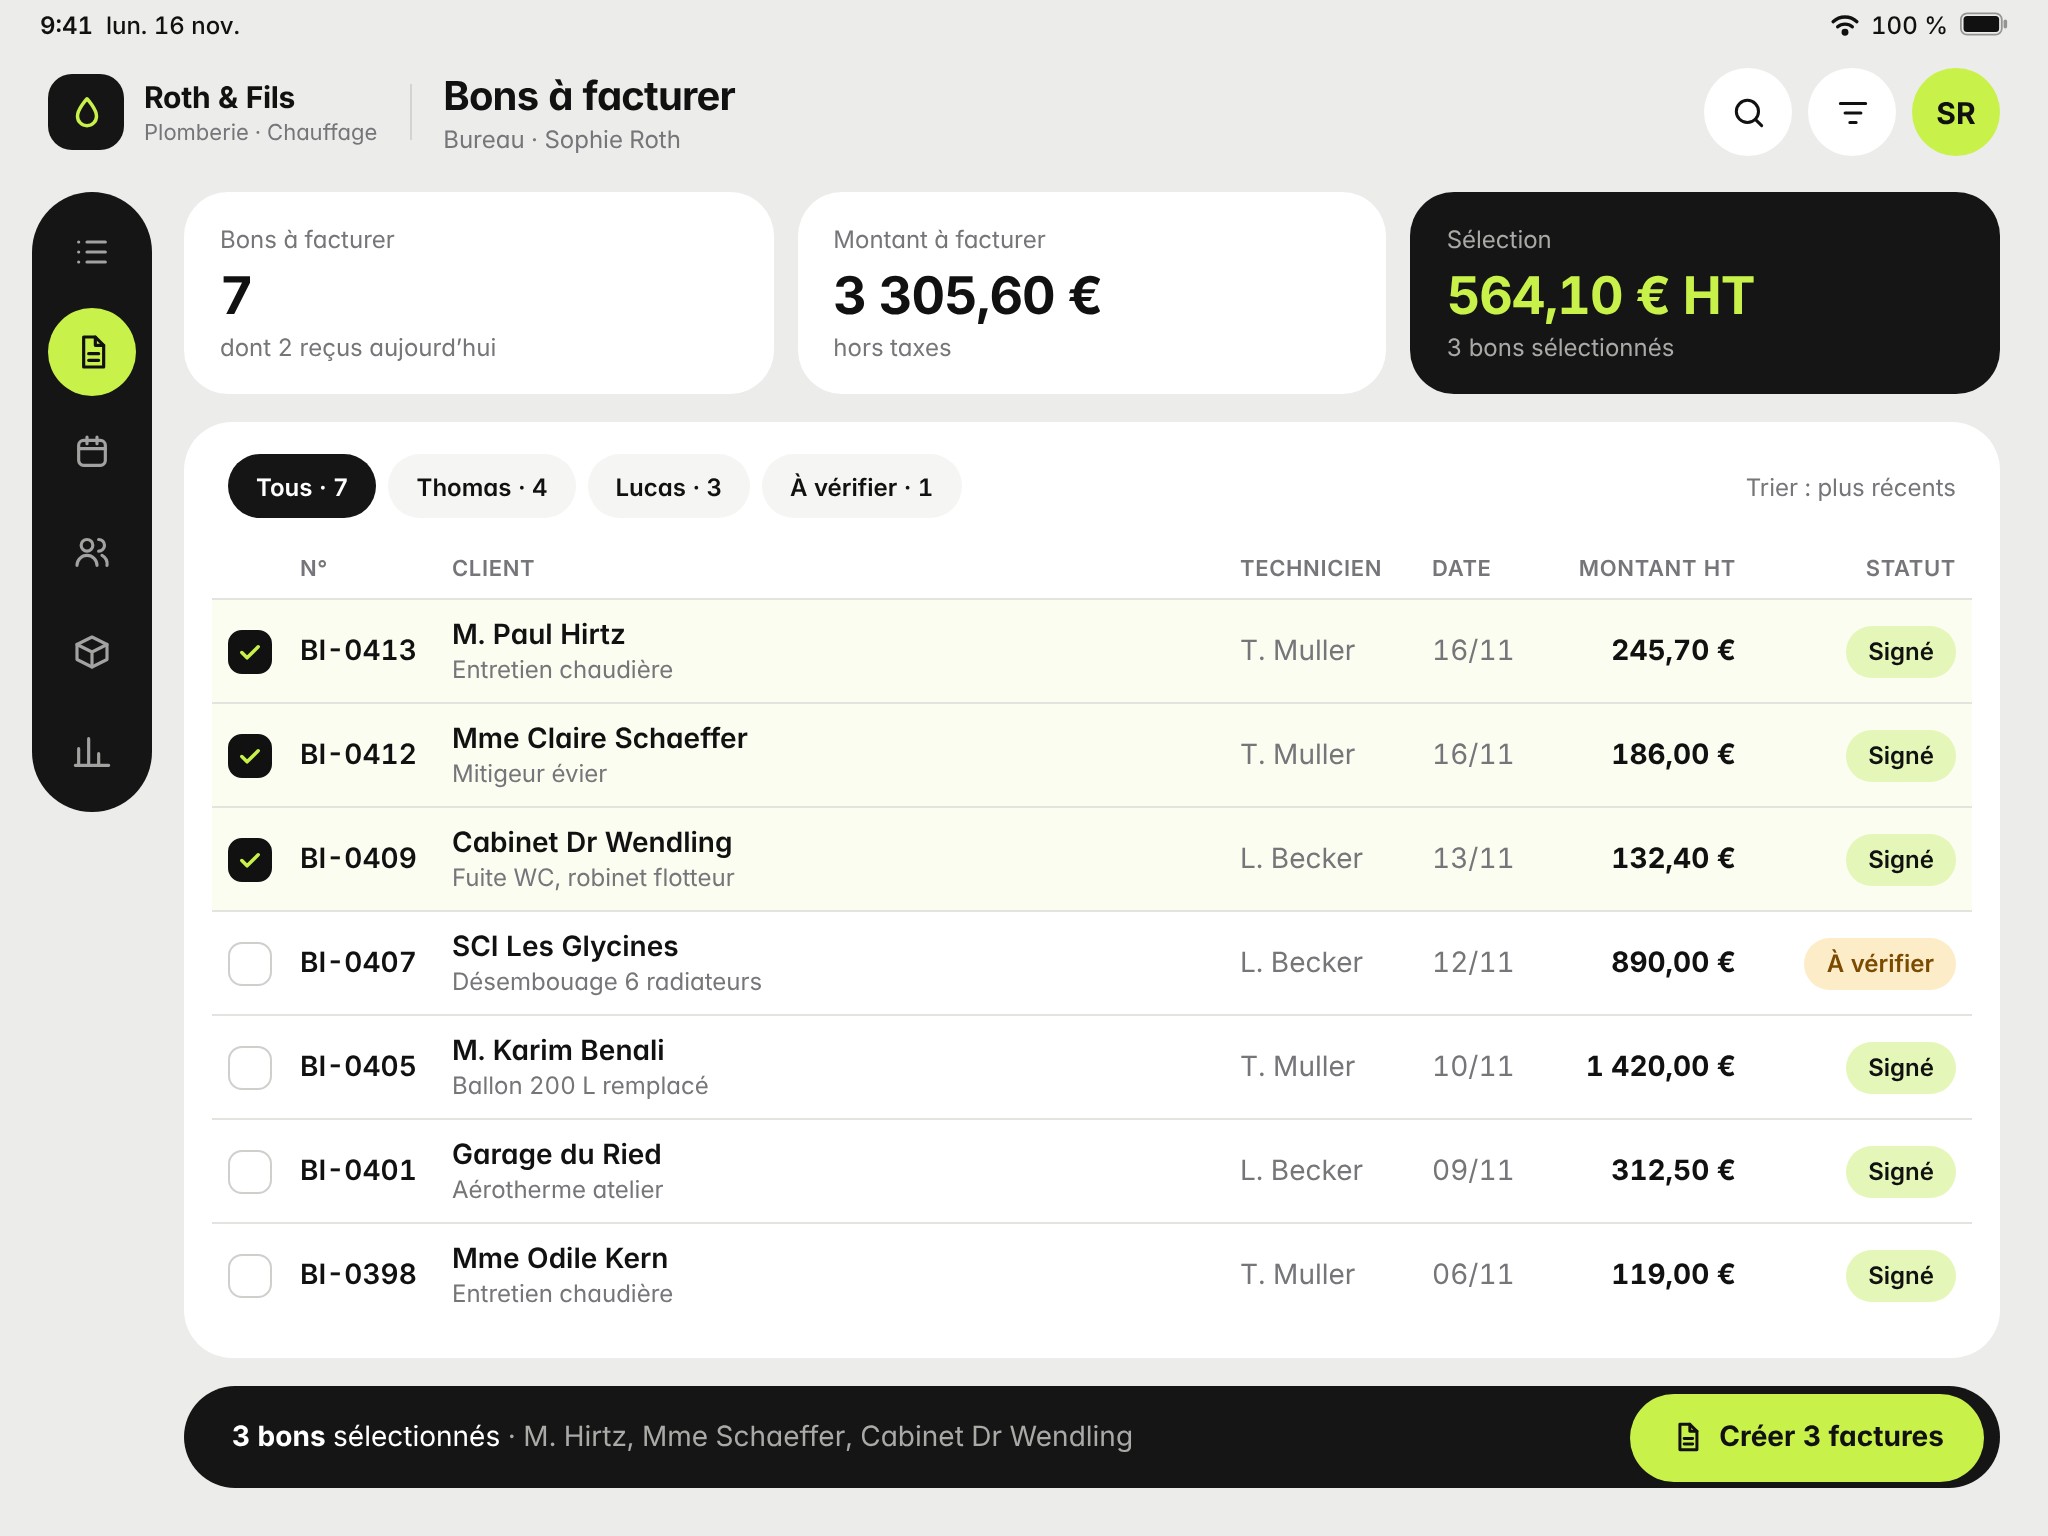 9:41 lun. 16 nov.
100 %
Roth & Fils
Plomberie · Chauffage
Bons à facturer
Bureau · Sophie Roth
SR
Bons à facturer
7
dont 2 reçus aujourd’hui
Montant à facturer
3 305,60 €
hors taxes
Sélection
564,10 € HT
3 bons sélectionnés
Tous · 7
Thomas · 4
Lucas · 3
À vérifier · 1
Trier : plus récents
N° CLIENT TECHNICIEN DATE MONTANT HT STATUT
BI-0413 M. Paul Hirtz T. Muller 16/11 245,70 € Signé
Entretien chaudière
BI-0412 Mme Claire Schaeffer T. Muller 16/11 186,00 € Signé
Mitigeur évier
BI-0409 Cabinet Dr Wendling L. Becker 13/11 132,40 € Signé
Fuite WC, robinet flotteur
BI-0407 SCI Les Glycines L. Becker 12/11 890,00 € À vérifier
Désembouage 6 radiateurs
BI-0405 M. Karim Benali T. Muller 10/11 1 420,00 € Signé
Ballon 200 L remplacé
BI-0401 Garage du Ried L. Becker 09/11 312,50 € Signé
Aérotherme atelier
BI-0398 Mme Odile Kern T. Muller 06/11 119,00 € Signé
Entretien chaudière
3 bons sélectionnés · M. Hirtz, Mme Schaeffer, Cabinet Dr Wendling
Créer 3 factures